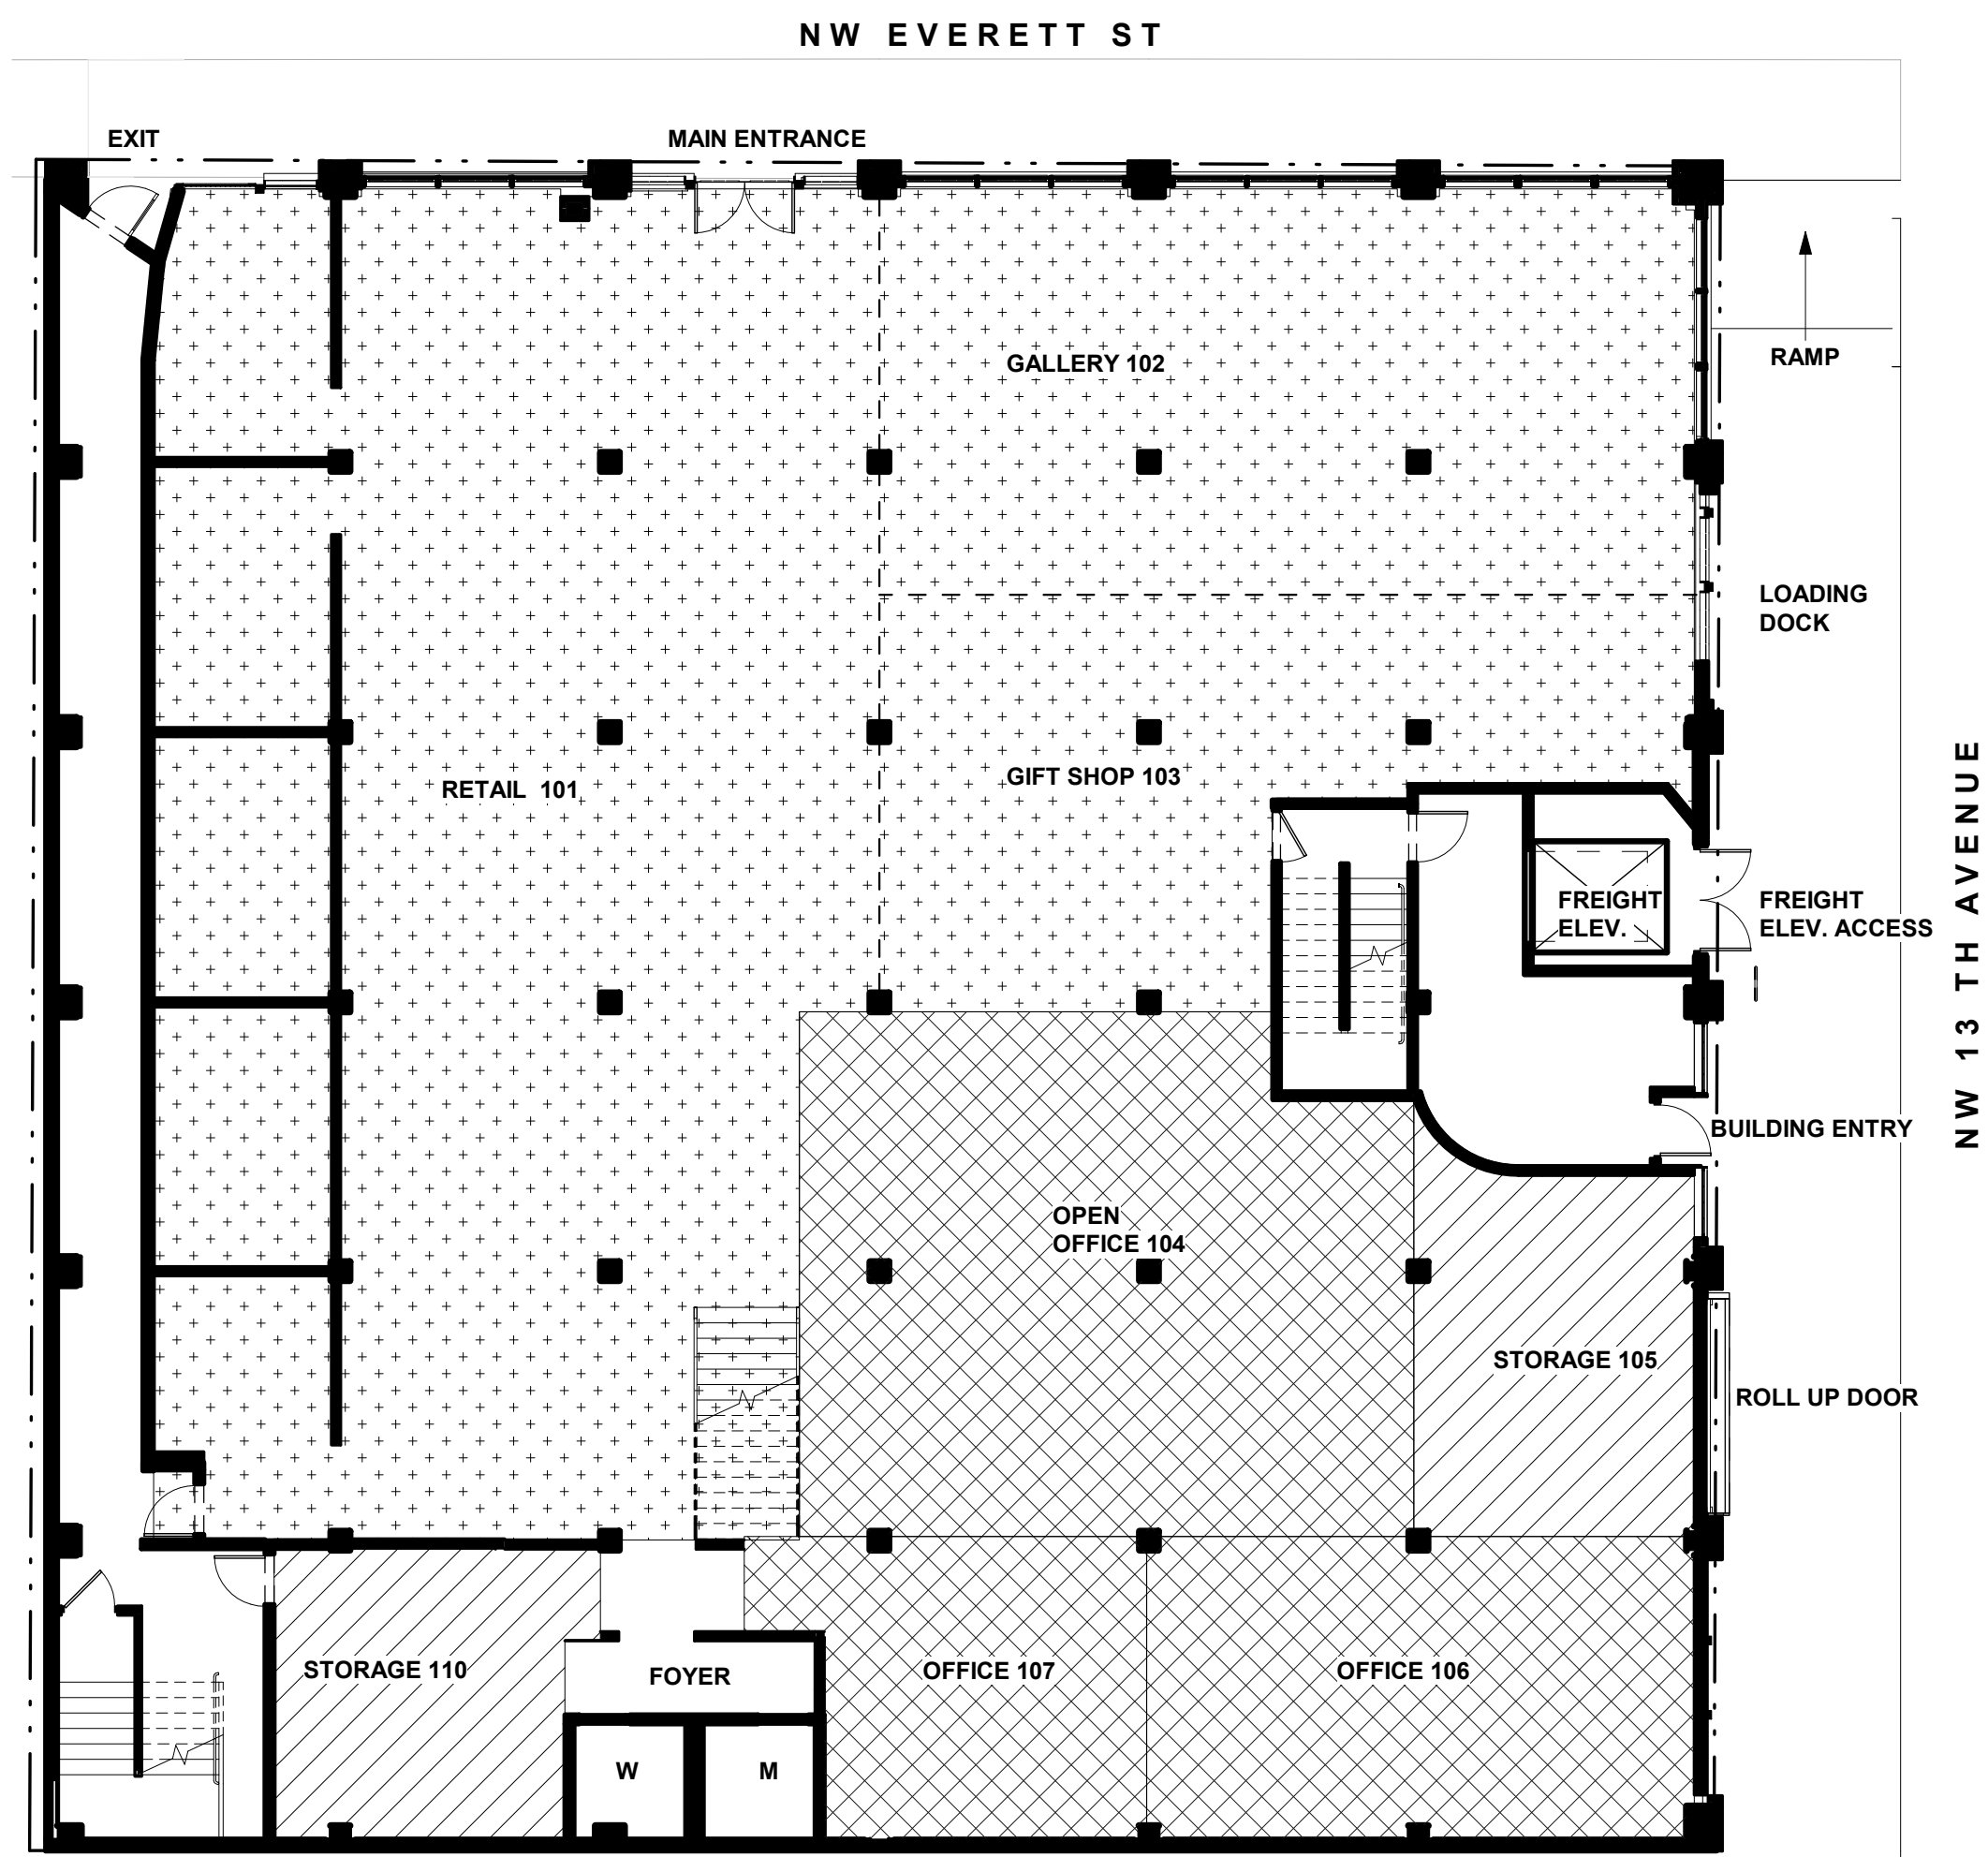 NW EVERETT ST
EXIT
MAIN ENTRANCE
GALLERY 102
RAMP
LOADING
DOCK
RETAIL 101
GIFT SHOP 103
FREIGHT
ELEV.
FREIGHT
ELEV. ACCESS
NW 13 TH AVENUE
BUILDING ENTRY
OPEN
OFFICE 104
STORAGE 105
ROLL UP DOOR
STORAGE 110
FOYER
OFFICE 107
OFFICE 106
W
M